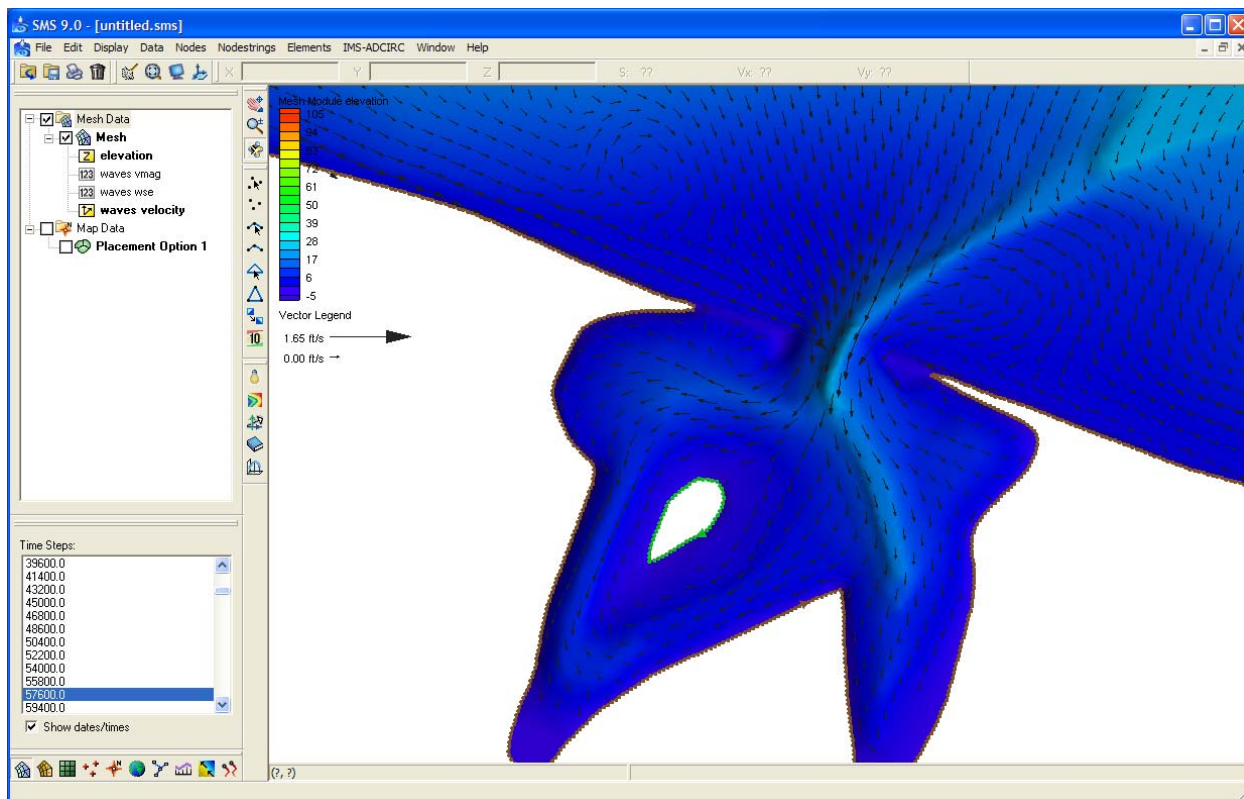 SMS 9.0 - [untitled.sms]
File Edit Display Data Nodes Nodestrings Elements IMS-ADCIRC Window Help
X Y Z S: ?? Vx: ?? Vy: ??
Mesh Data
Mesh
Z elevation
123 waves vmag
123 waves wse
waves velocity
Map Data
Placement Option 1
10
Mesh Module elevation
105
94
83
72
61
50
39
28
17
6
-5
Vector Legend
1.65 ft/s
0.00 ft/s
Time Steps:
39600.0
41400.0
43200.0
45000.0
46800.0
48600.0
50400.0
52200.0
54000.0
55800.0
57600.0
59400.0
Show dates/times
(?, ?)